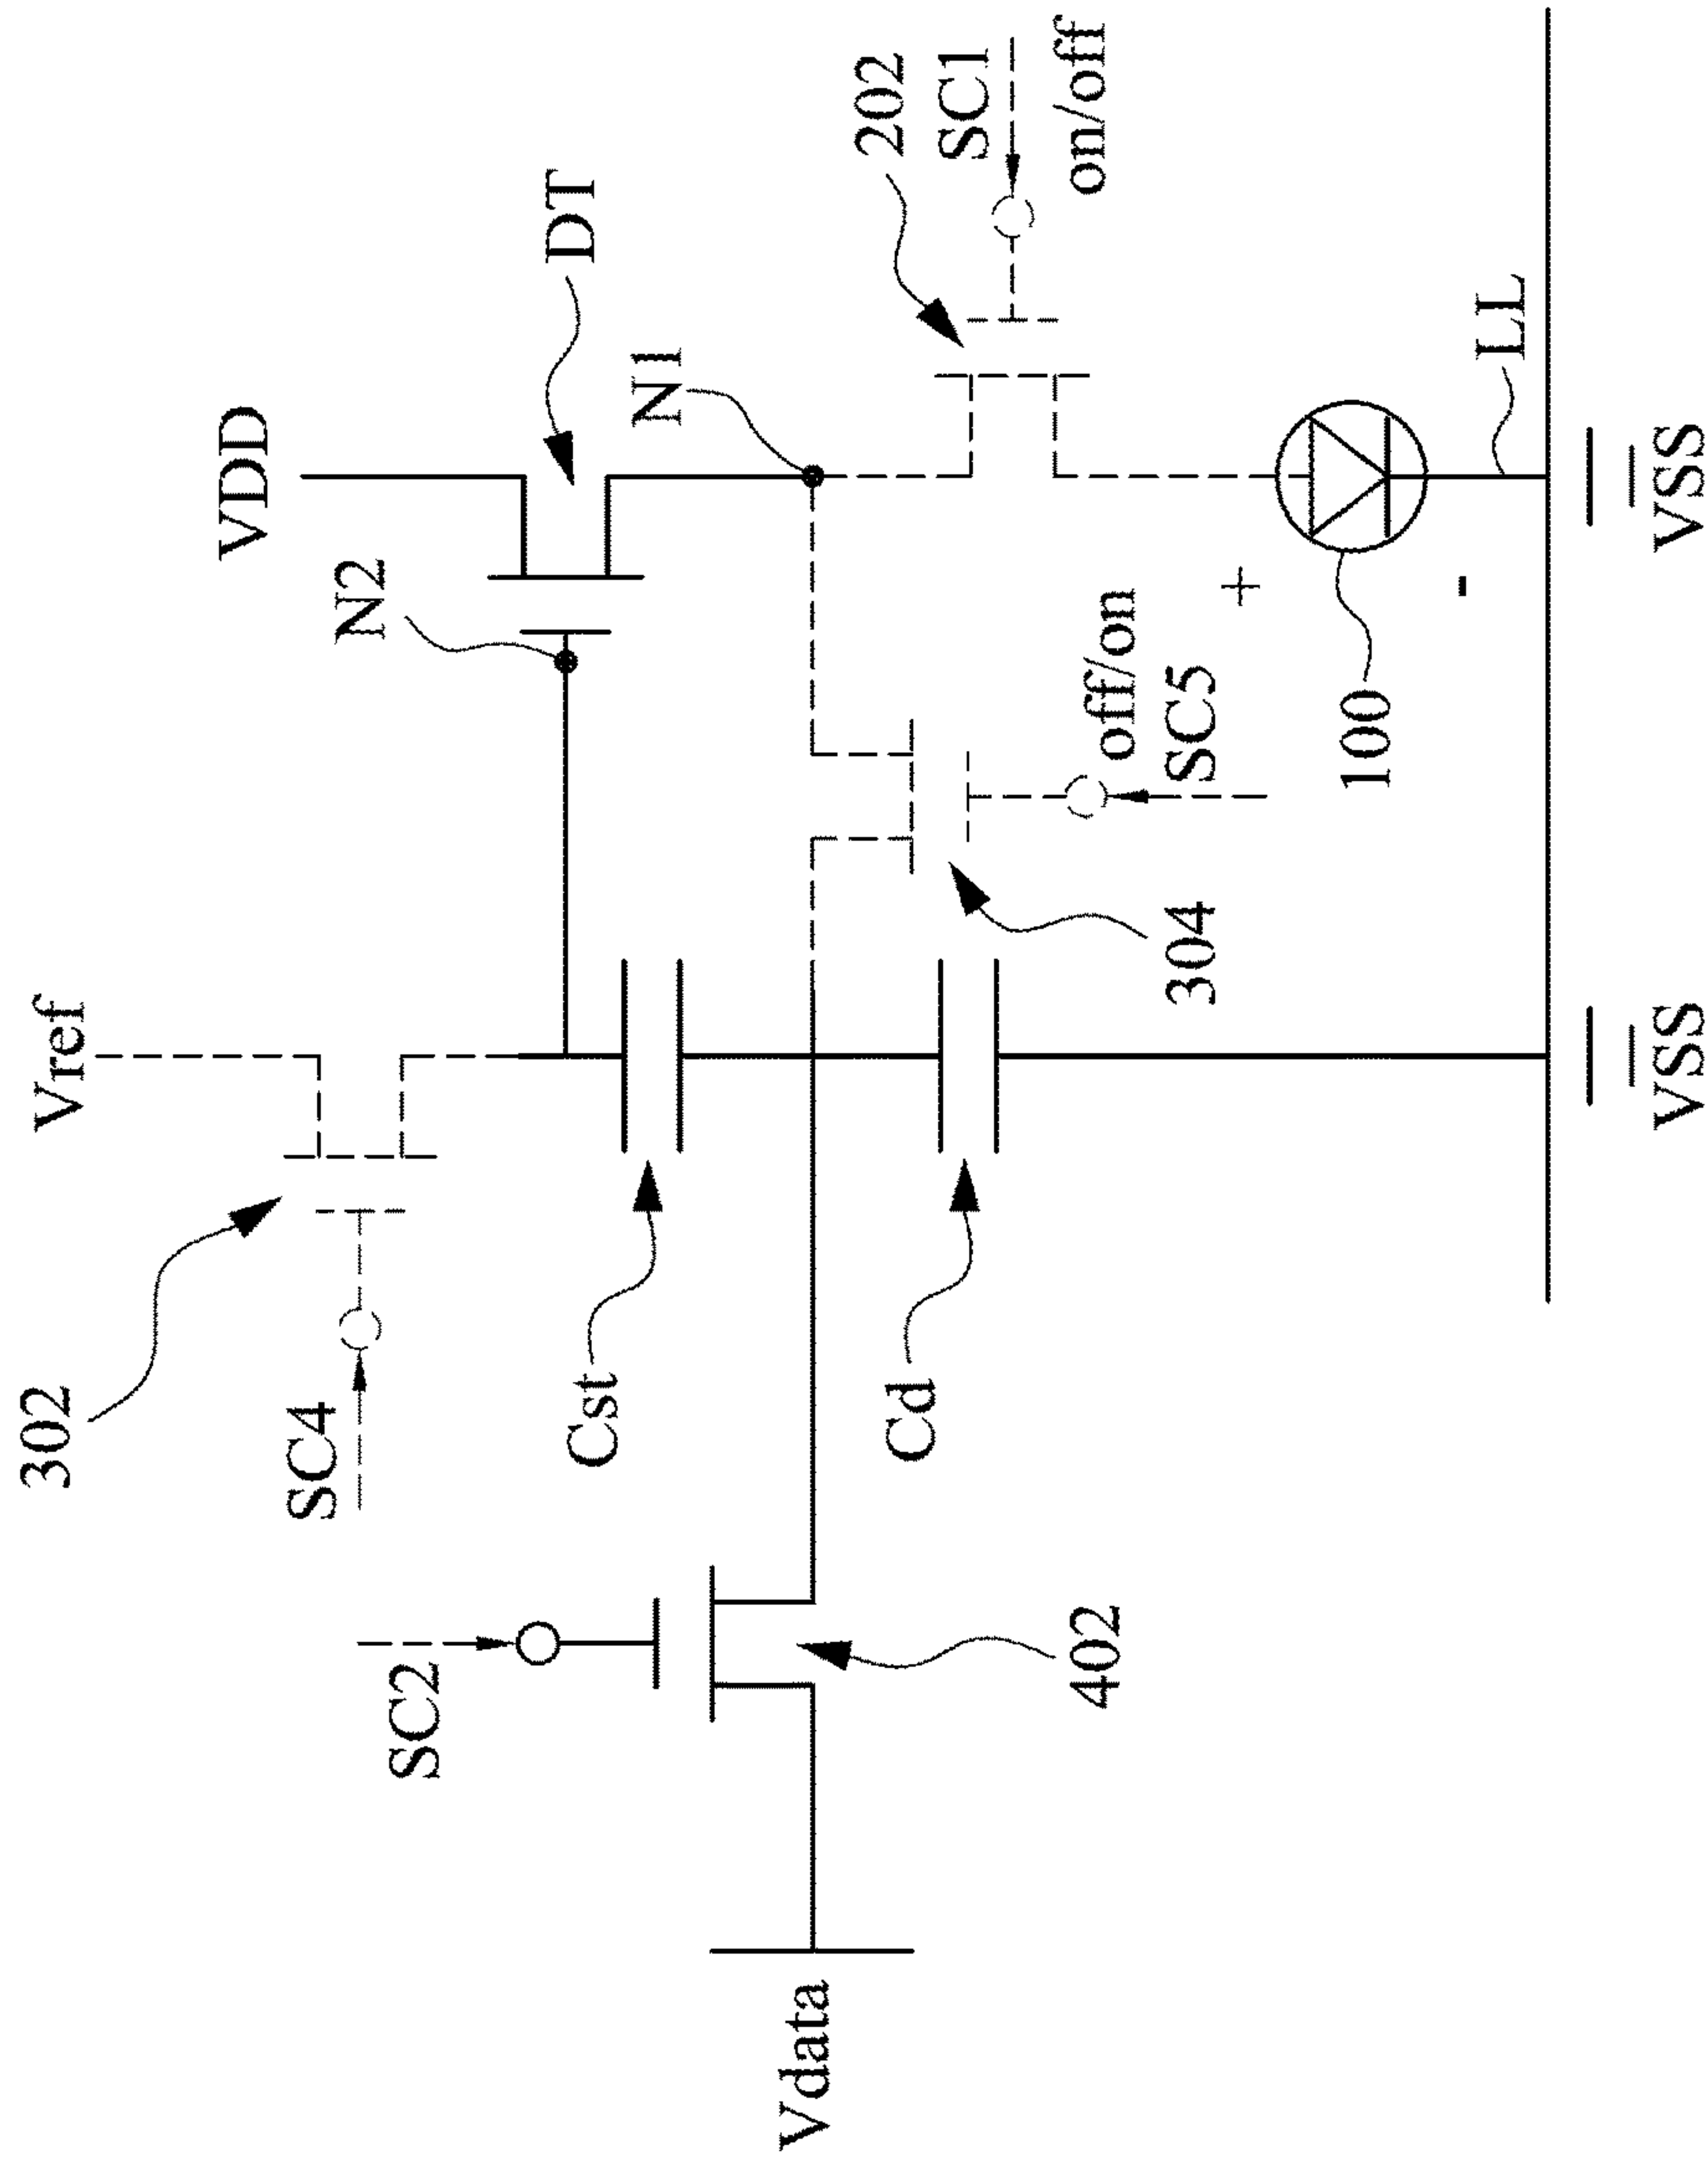 302
Vref
VDD
SC4
N2
SC2
DT
Cst
N1
Vdata
202
Cd
SC1
on/off
402
off/on
304
SC5
+
100
-
LL
VSS
VSS